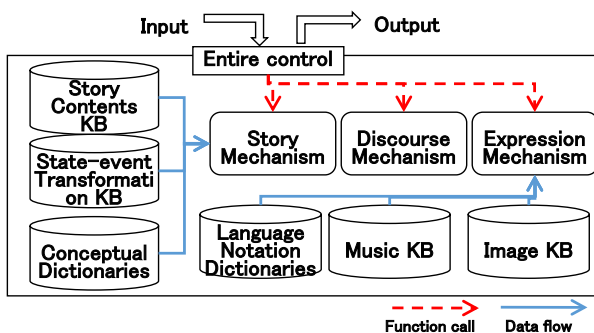 Input
Output
Entire control
Story
Contents
KB
State-event
Transformati
on KB
Conceptual
Dictionaries
Story
Mechanism
Discourse
Mechanism
Expression
Mechanism
Language
Notation
Dictionaries
Music KB
Image KB
Function call
Data flow